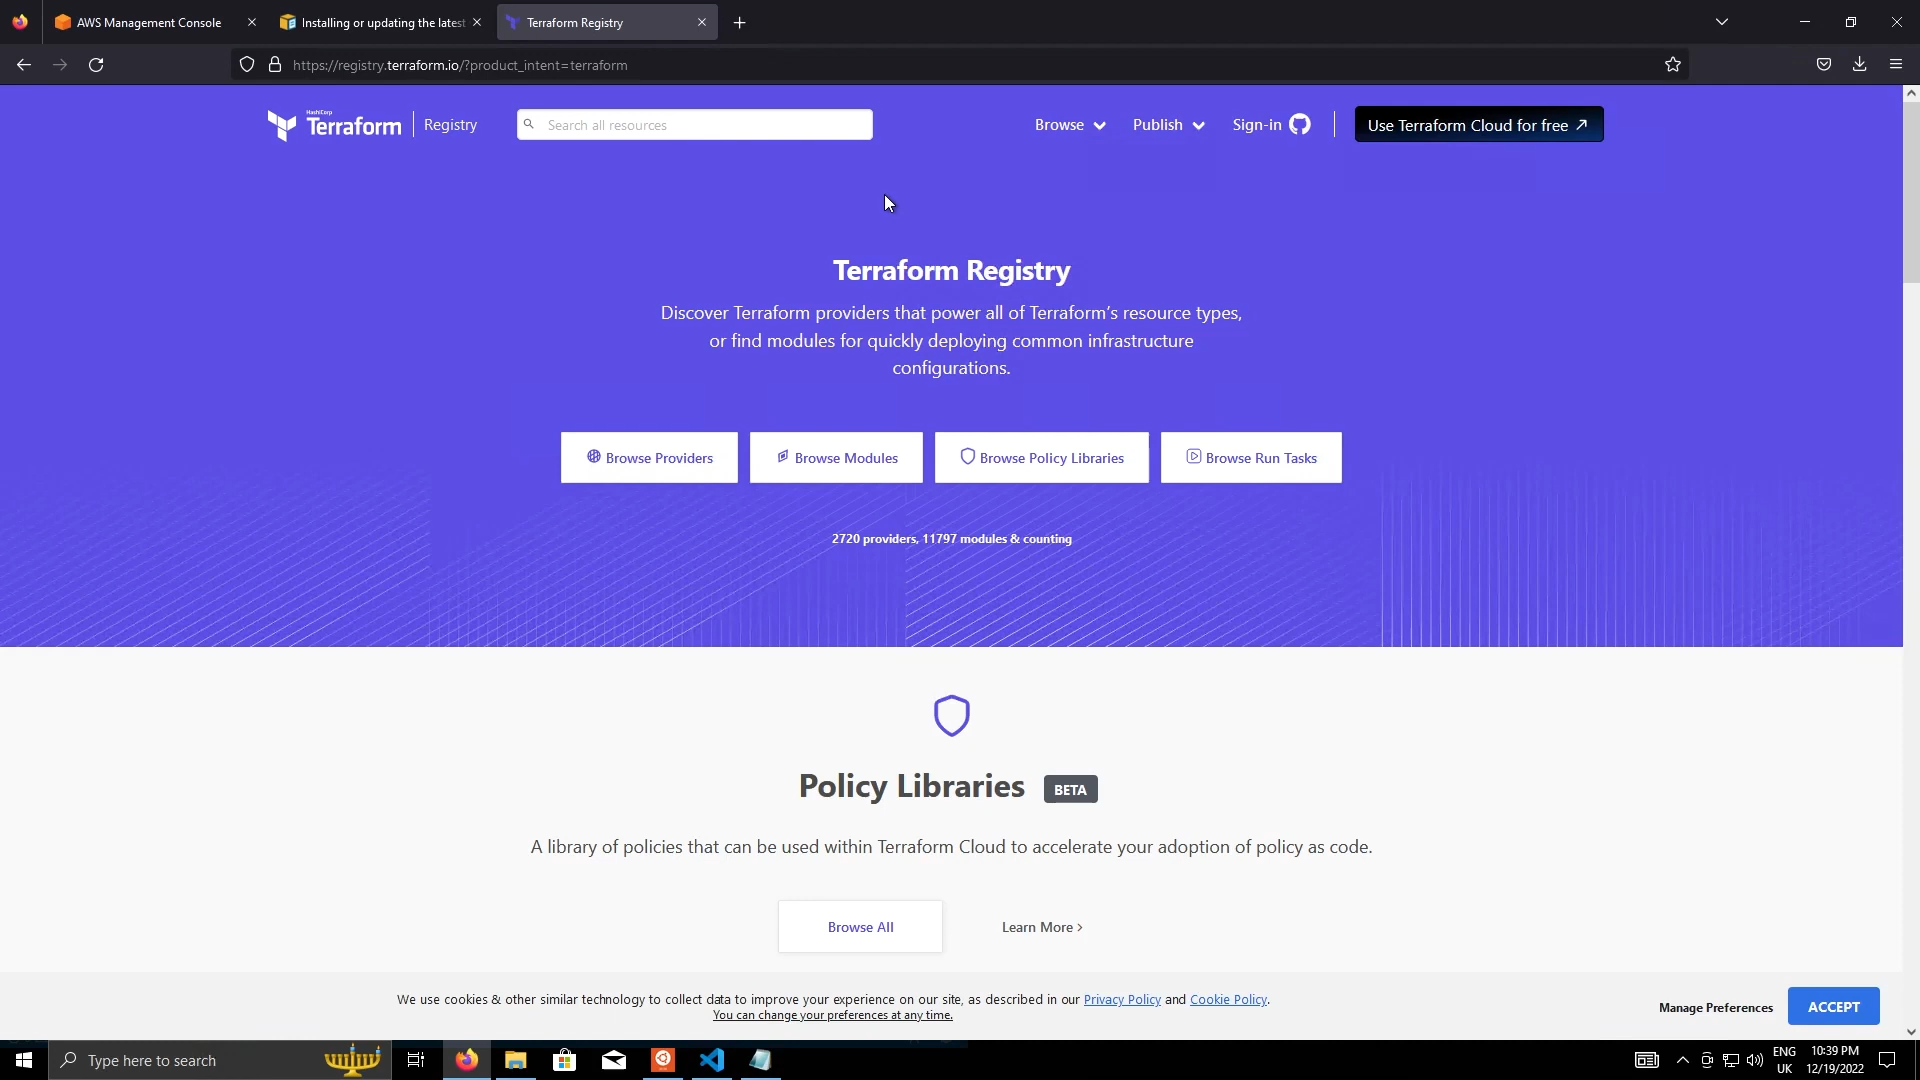 AWS Management Console
Installing or updating the latest
Terraform Registry
https://registry.terraform.io/?product_intent=terraform
HashiCorp
Terraform
Registry
Search all resources
Browse
Publish
Sign-in
Use Terraform Cloud for free
Terraform Registry
Discover Terraform providers that power all of Terraform's resource types,
or find modules for quickly deploying common infrastructure
configurations.
Browse Providers
Browse Modules
Browse Policy Libraries
Browse Run Tasks
2720 providers, 11797 modules & counting
Policy Libraries BETA
A library of policies that can be used within Terraform Cloud to accelerate your adoption of policy as code.
Browse All
Learn More
We use cookies & other similar technology to collect data to improve your experience on our site, as described in our Privacy Policy and Cookie Policy.
You can change your preferences at any time.
Manage Preferences
ACCEPT
Type here to search
ENG
UK
10:39 PM
12/19/2022